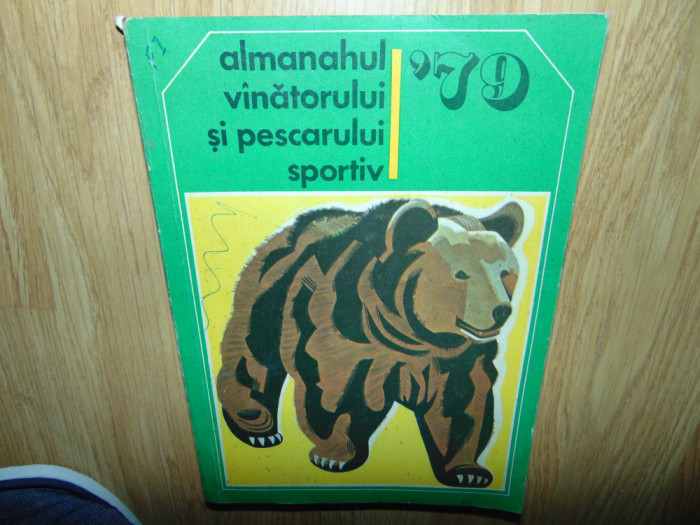 almanahul
vînătorului
și pescarului
sportiv
'79